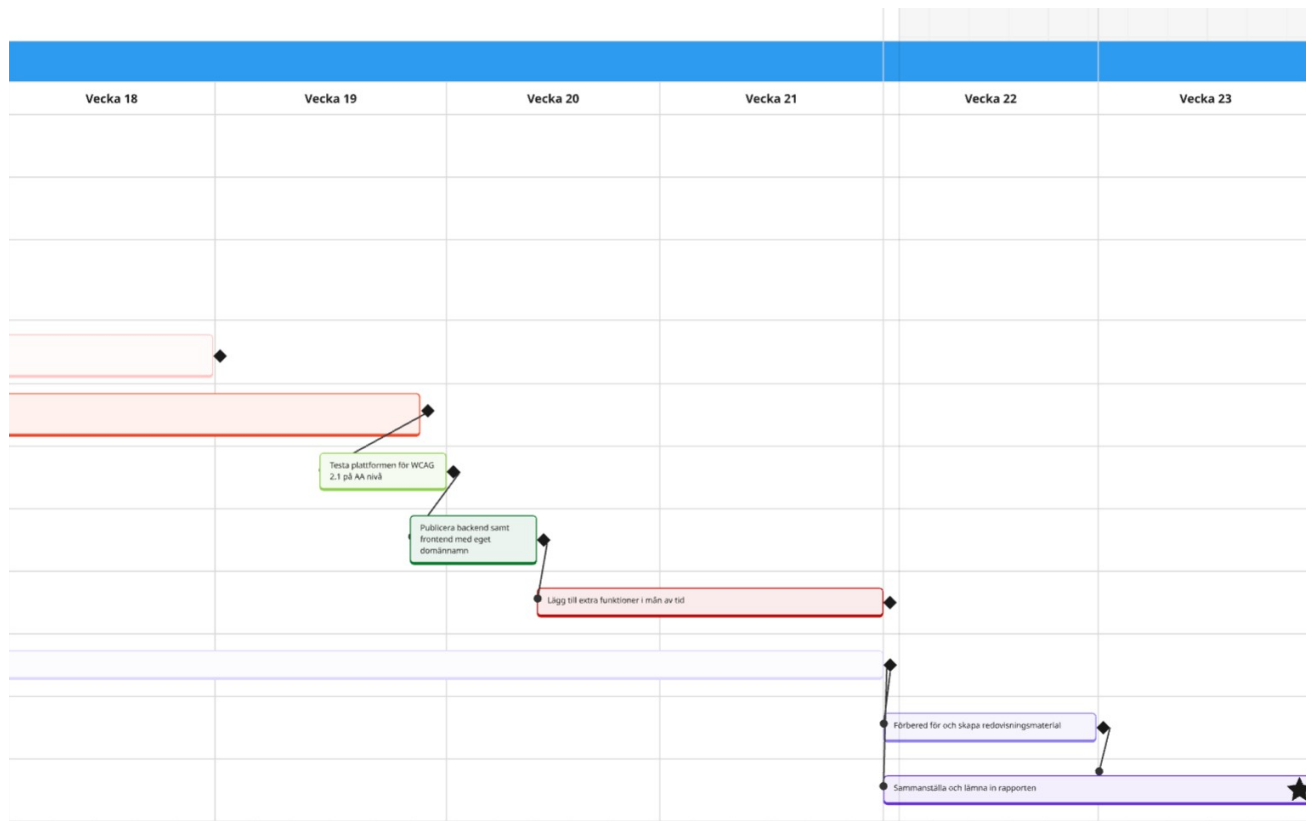 Vecka 18 Vecka 19 Vecka 20 Vecka 21 Vecka 22 Vecka 23
Testa plattformen för WCAG
2.1 på AA nivå
Publicera backend samt
frontend med eget
domännamn
Lägg till extra funktioner i mån av tid
Förbered för och skapa redovisningsmaterial
Sammanställa och lämna in rapporten